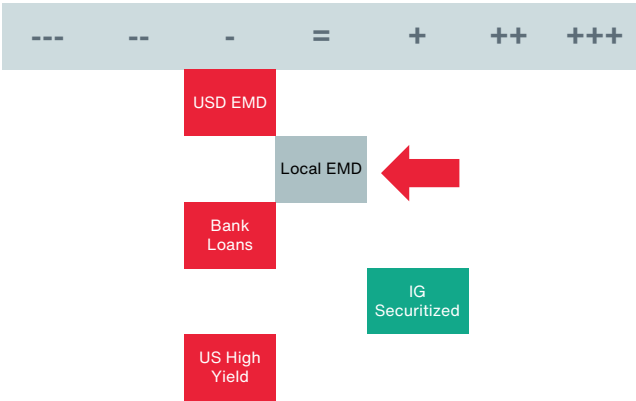 --- -- - = + ++ +++
USD EMD
Local EMD
Bank
Loans
IG
Securitized
US High
Yield